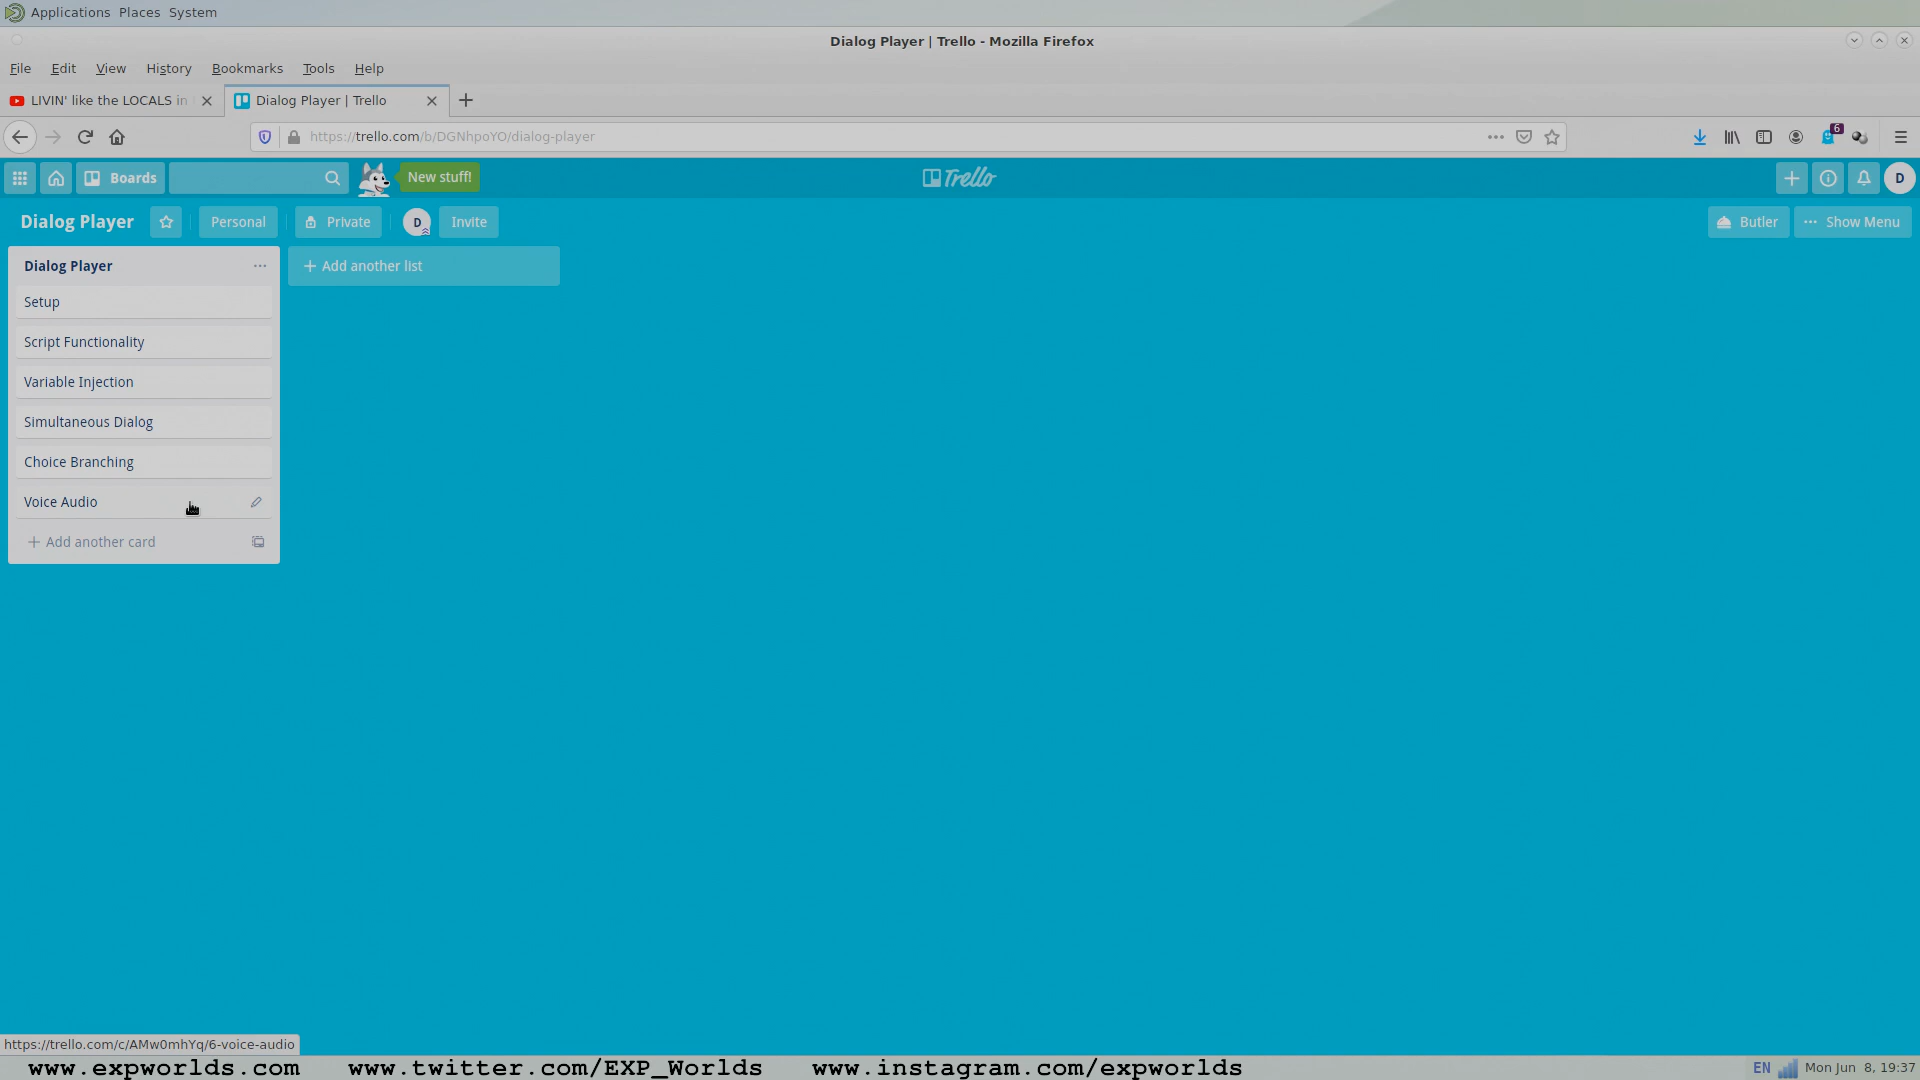 Applications Places System
Dialog Player | Trello - Mozilla Firefox
File Edit View History Bookmarks Tools Help
LIVIN' like the LOCALS in
Dialog Player | Trello
https://trello.com/b/DGNhpoYO/dialog-player
6
Boards
New stuff!
Trello
D
Dialog Player
Personal
Private
D
Invite
Butler
Show Menu
Dialog Player
Add another list
Setup
Script Functionality
Variable Injection
Simultaneous Dialog
Choice Branching
Voice Audio
Add another card
https://trello.com/c/AMw0mhYq/6-voice-audio
www.expworlds.com www.twitter.com/EXP_Worlds www.instagram.com/expworlds
EN Mon Jun 8, 19:37